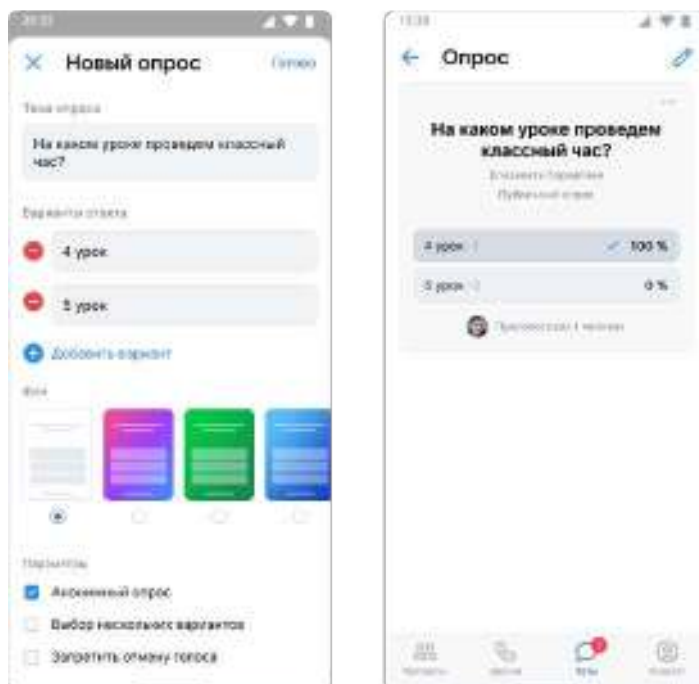 Новый опрос
Готово
Тема опроса
На каком уроке проведем классный
час?
Варианты ответа
4 урок
5 урок
Добавить вариант
Фон
Параметры
Анонимный опрос
Выбор нескольких вариантов
Запретить отмену голоса
Опрос
На каком уроке проведем
классный час?
4 урок
100 %
5 урок
0 %
Чаты